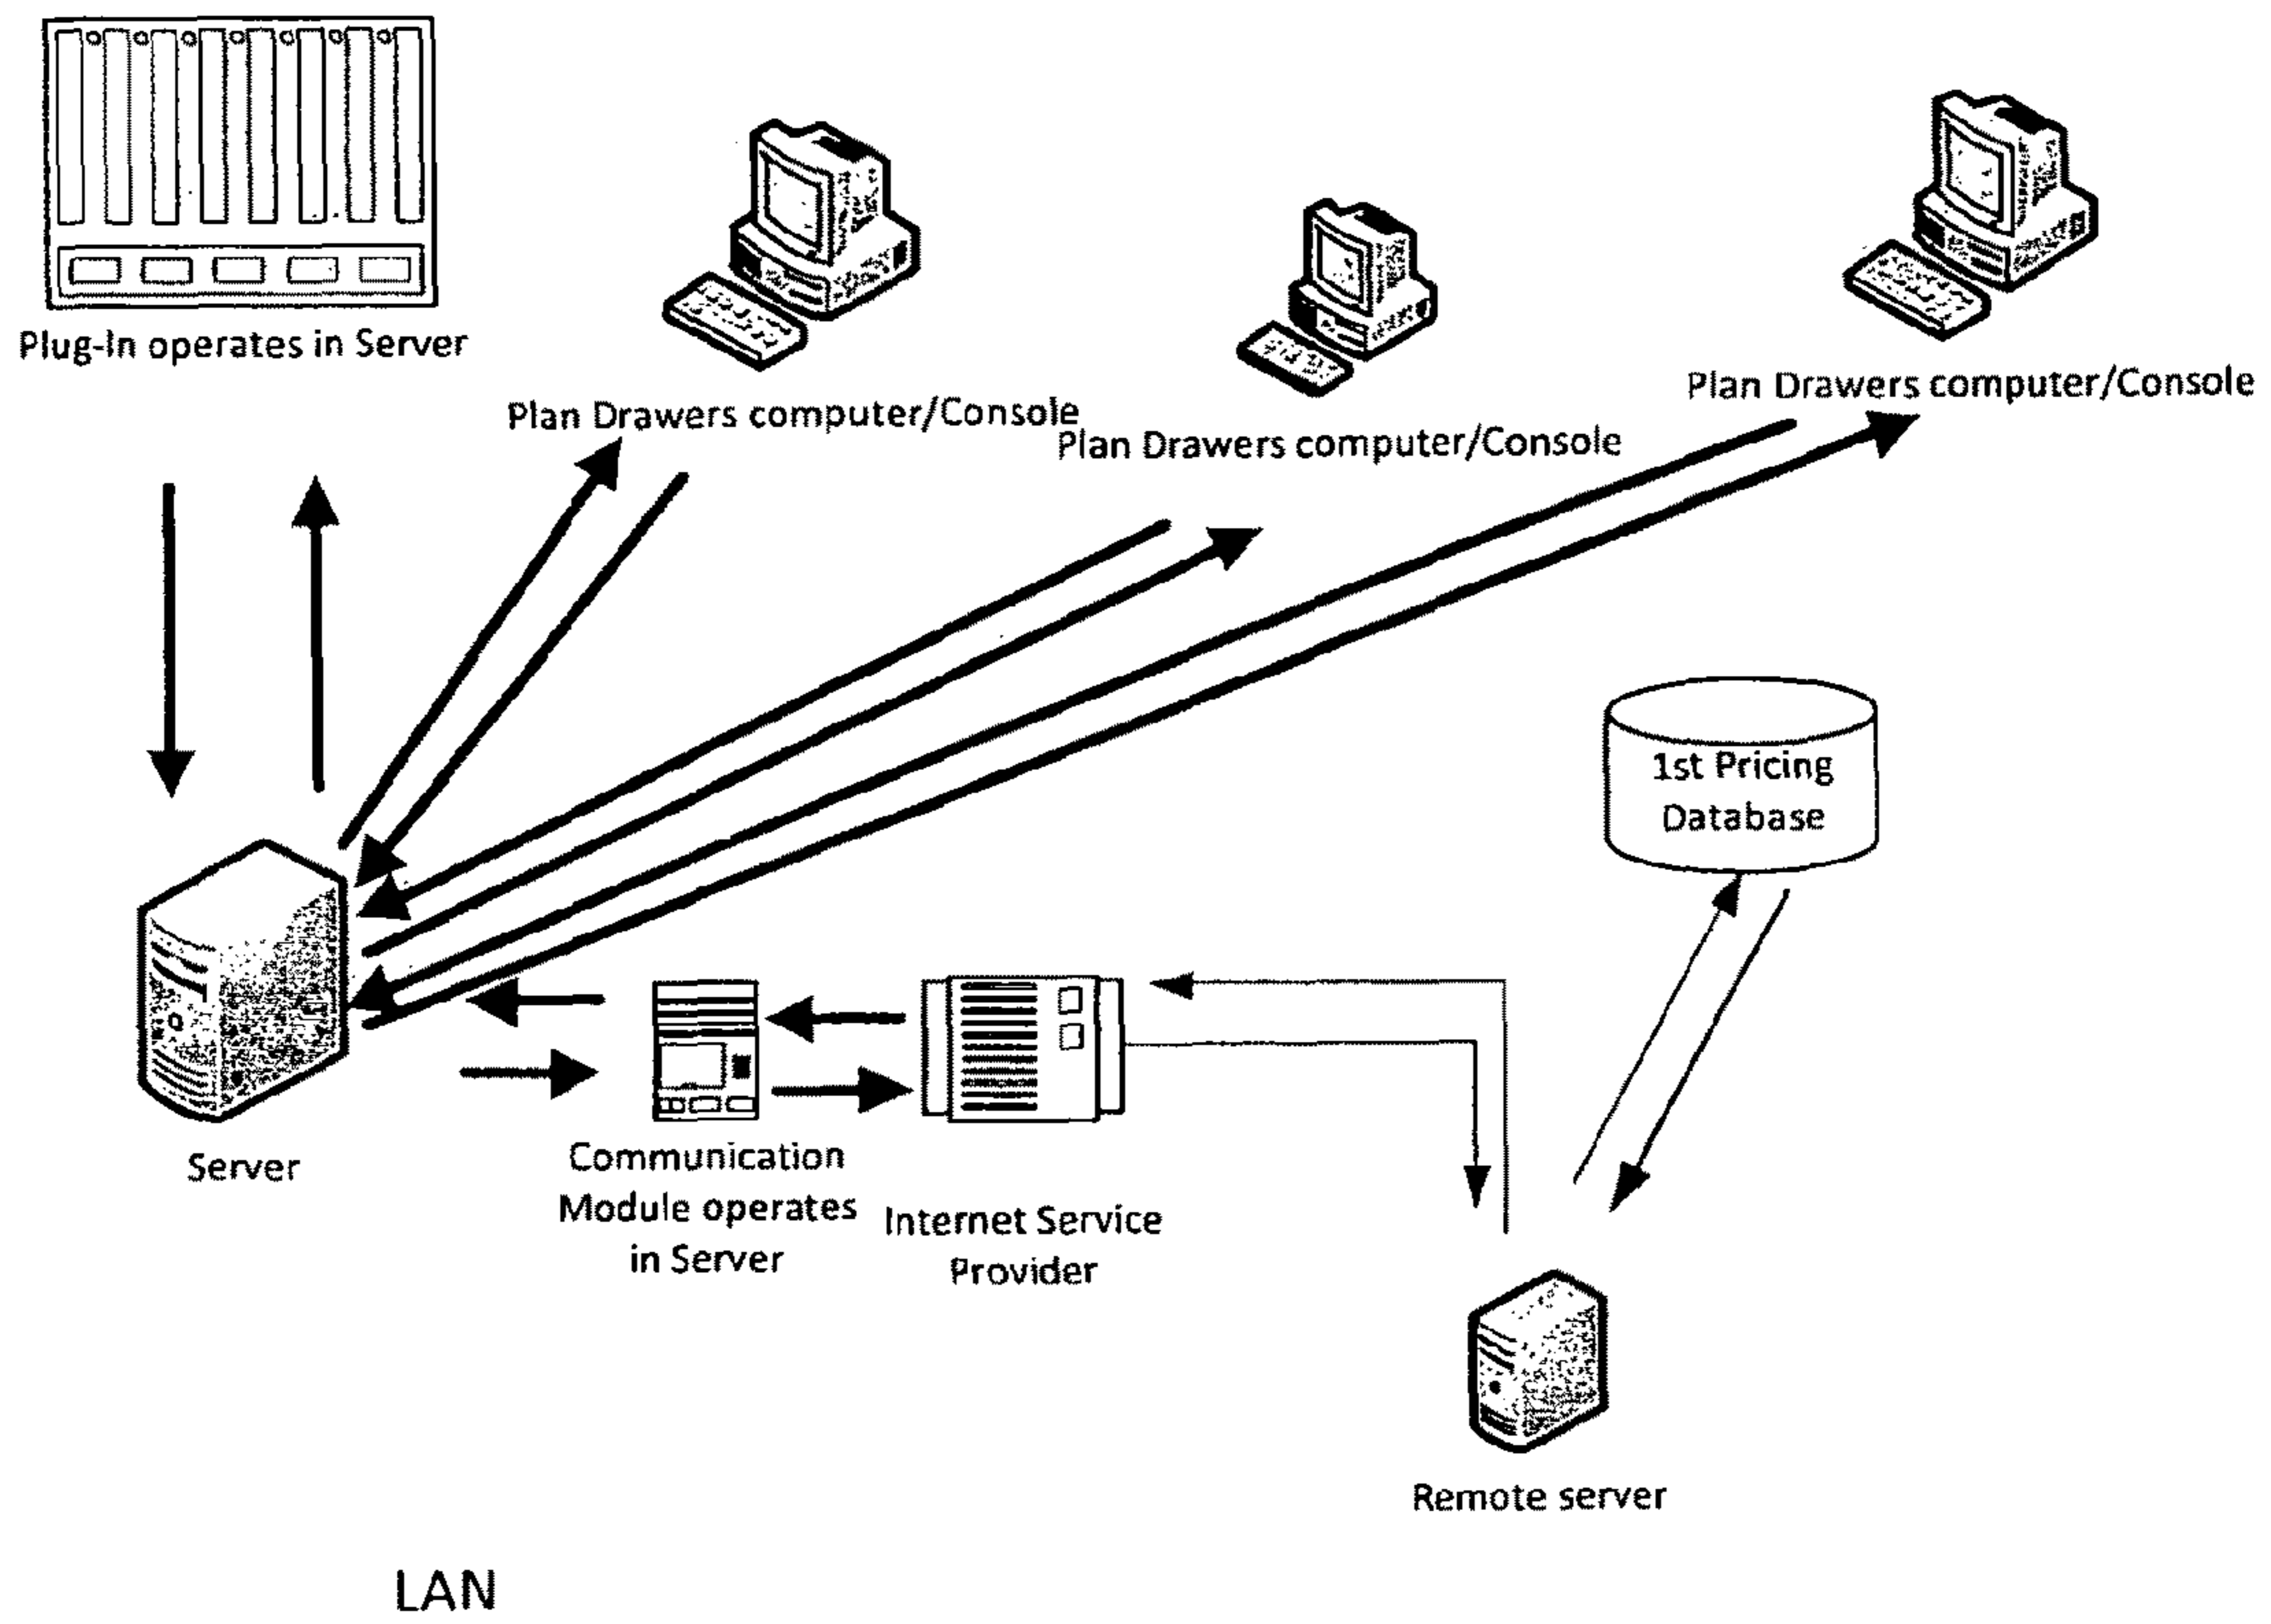 Plug-In operates in Server
Plan Drawers computer/Console
Plan Drawers computer/Console
Plan Drawers computer/Console
1st Pricing
Database
Server
Communication
Module operates
in Server
Internet Service
Provider
Remote server
LAN